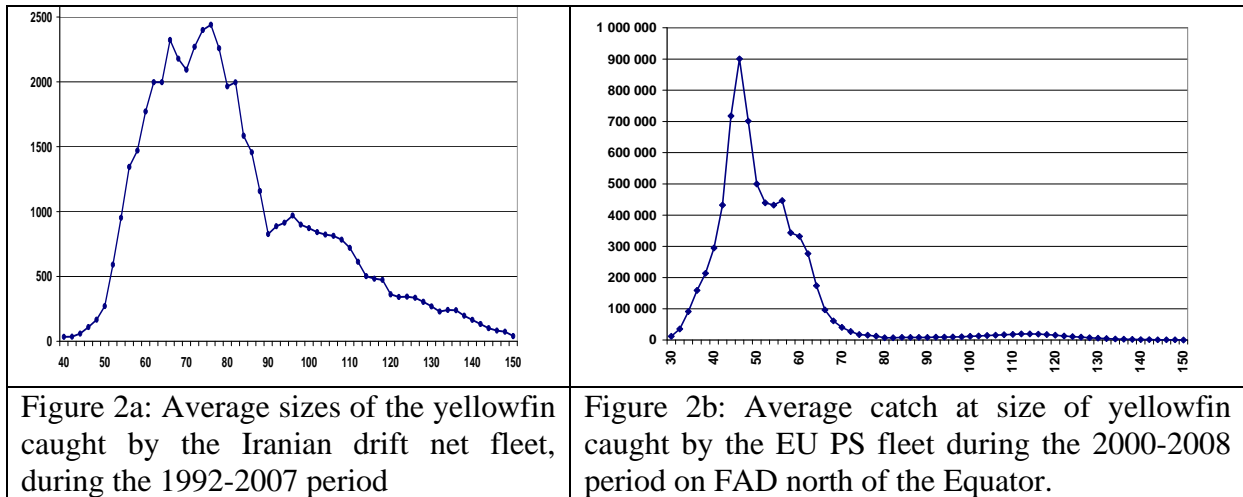 2500
2000
1500
1000
500
0
40 50 60 70 80 90 100 110 120 130 140 150
1 000 000
900 000
800 000
700 000
600 000
500 000
400 000
300 000
200 000
100 000
0
30 40 50 60 70 80 90 100 110 120 130 140 150
Figure 2a: Average sizes of the yellowfin
caught by the Iranian drift net fleet,
during the 1992-2007 period
Figure 2b: Average catch at size of yellowfin
caught by the EU PS fleet during the 2000-2008
period on FAD north of the Equator.